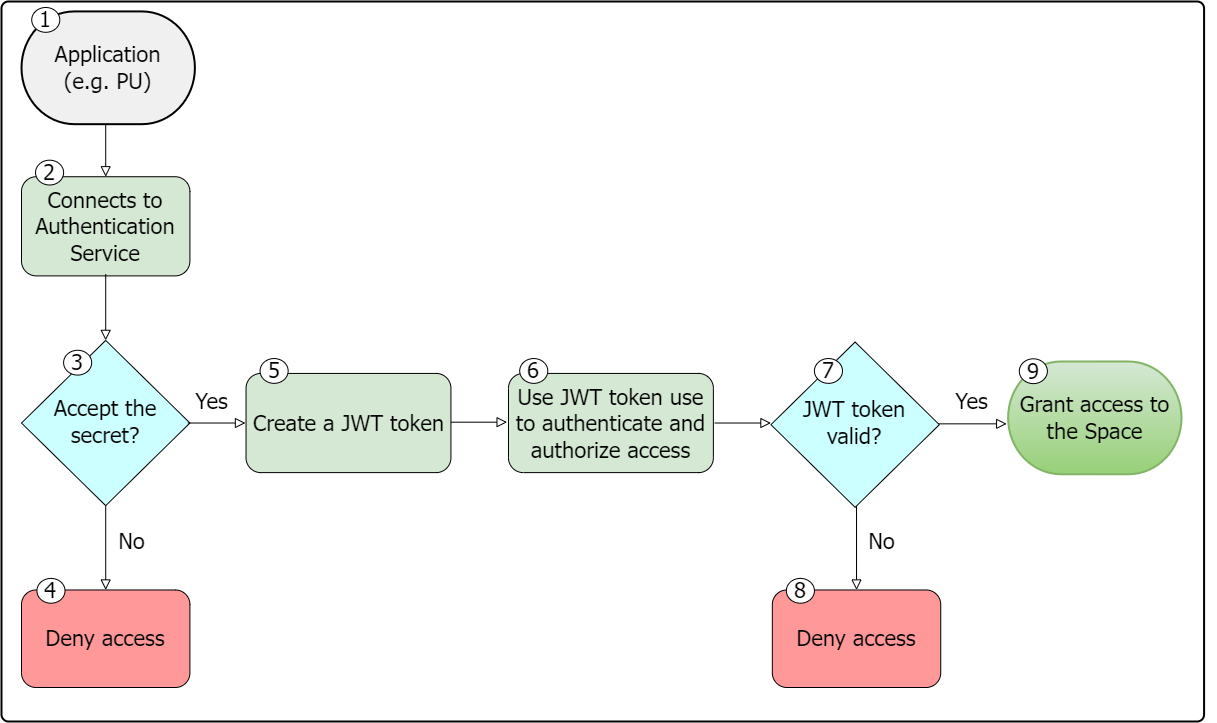 1
Application
(e.g. PU)
2
Connects to
Authentication
Service
3
Accept the
secret?
Yes
No
4
Deny access
5
Create a JWT token
6
Use JWT token use
to authenticate and
authorize access
7
JWT token
valid?
Yes
No
8
Deny access
9
Grant access to
the Space